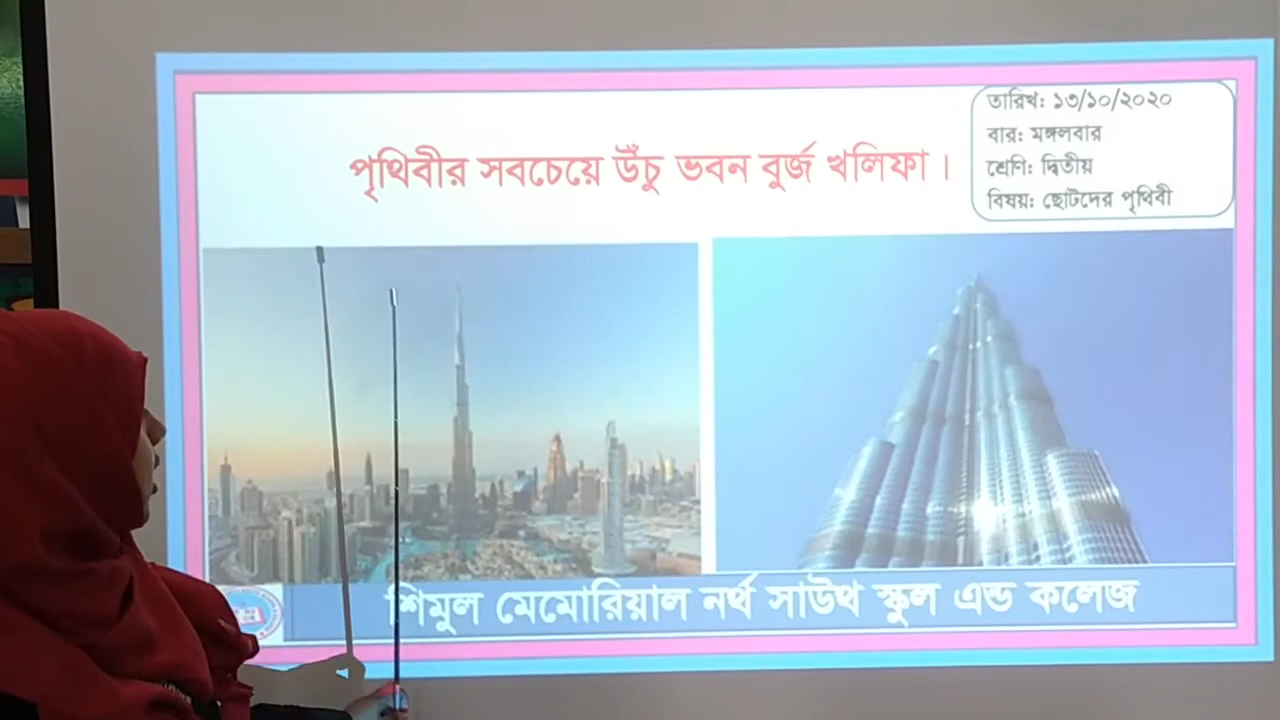 পৃথিবীর সবচেয়ে উঁচু ভবন বুর্জ খলিফা।
তারিখ: ১৩/১০/২০২০
বার: মঙ্গলবার
শ্রেণি: দ্বিতীয়
বিষয়: ছোটদের পৃথিবী
শিমুল মেমোরিয়াল নর্থ সাউথ স্কুল এন্ড কলেজ